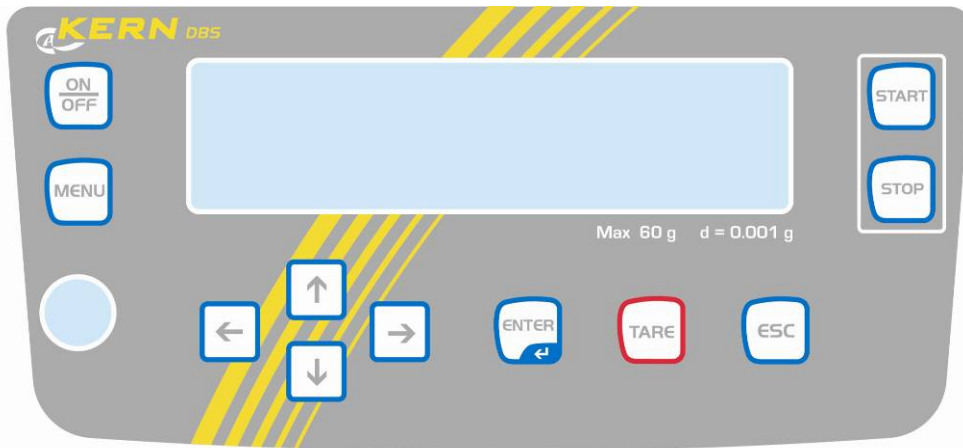 KERN DBS
ON
OFF
START
MENU
STOP
Max 60 g d = 0.001 g
ENTER
TARE
ESC